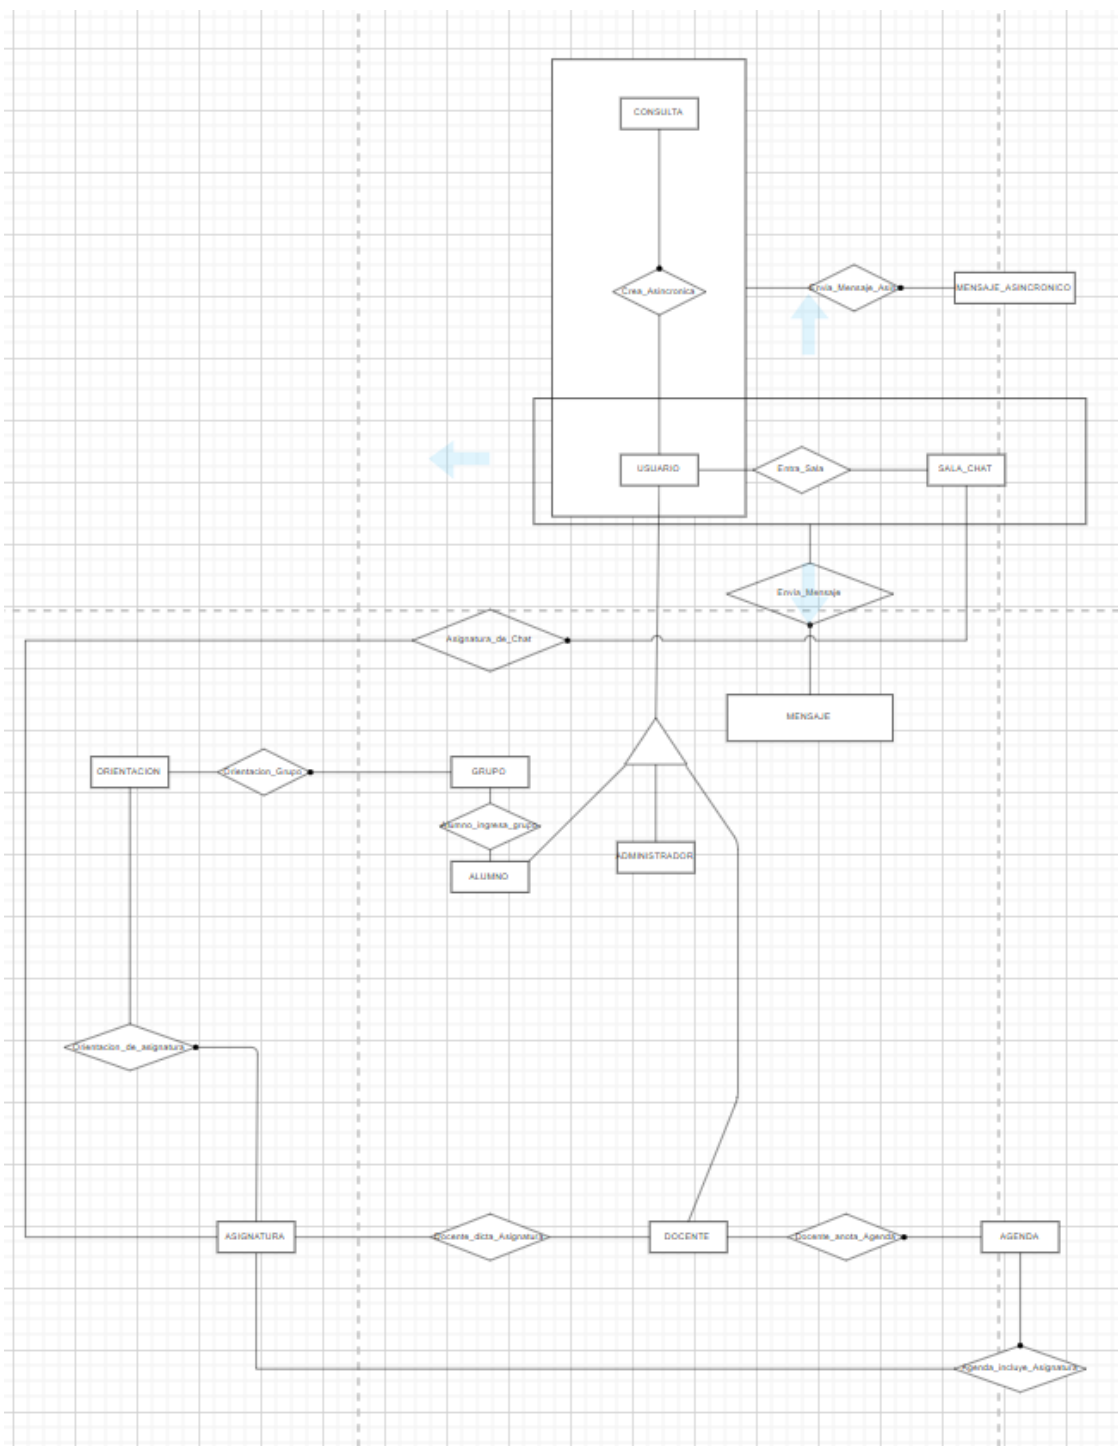 CONSULTA
Crea_Asincronica
Envia_Mensaje_Asin
MENSAJE_ASINCRONICO
USUARIO
Entra_Sala
SALA_CHAT
Envia_Mensaje
Asignatura_de_Chat
MENSAJE
ORIENTACION
Orientacion_Grupo
GRUPO
Alumno_ingresa_grupo
ADMINISTRADOR
ALUMNO
Orientacion_de_asignatura
ASIGNATURA
Docente_dicta_Asignatura
DOCENTE
Docente_anota_Agenda
AGENDA
Agenda_incluye_Asignatura